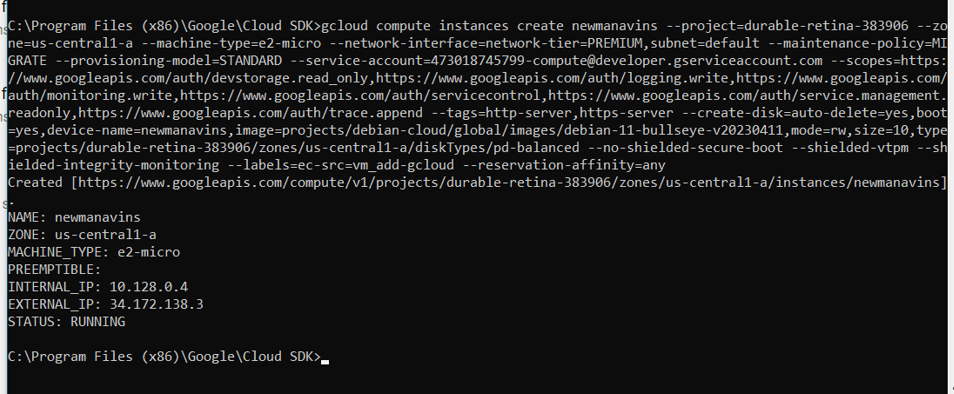 C:\Program Files (x86)\Google\Cloud SDK>gcloud compute instances create newmanavins --project=durable-retina-383906 --zo
ne=us-central1-a --machine-type=e2-micro --network-interface=network-tier=PREMIUM,subnet=default --maintenance-policy=MI
GRATE --provisioning-model=STANDARD --service-account=473018745799-compute@developer.gserviceaccount.com --scopes=https:
//www.googleapis.com/auth/devstorage.read_only,https://www.googleapis.com/auth/logging.write,https://www.googleapis.com/
auth/monitoring.write,https://www.googleapis.com/auth/servicecontrol,https://www.googleapis.com/auth/service.management.
readonly,https://www.googleapis.com/auth/trace.append --tags=http-server,https-server --create-disk=auto-delete=yes,boot
=yes,device-name=newmanavins,image=projects/debian-cloud/global/images/debian-11-bullseye-v20230411,mode=rw,size=10,type
=projects/durable-retina-383906/zones/us-central1-a/diskTypes/pd-balanced --no-shielded-secure-boot --shielded-vtpm --sh
ielded-integrity-monitoring --labels=ec-src=vm_add-gcloud --reservation-affinity=any
Created [https://www.googleapis.com/compute/v1/projects/durable-retina-383906/zones/us-central1-a/instances/newmanavins]
.
NAME: newmanavins
ZONE: us-central1-a
MACHINE_TYPE: e2-micro
PREEMPTIBLE:
INTERNAL_IP: 10.128.0.4
EXTERNAL_IP: 34.172.138.3
STATUS: RUNNING
C:\Program Files (x86)\Google\Cloud SDK>